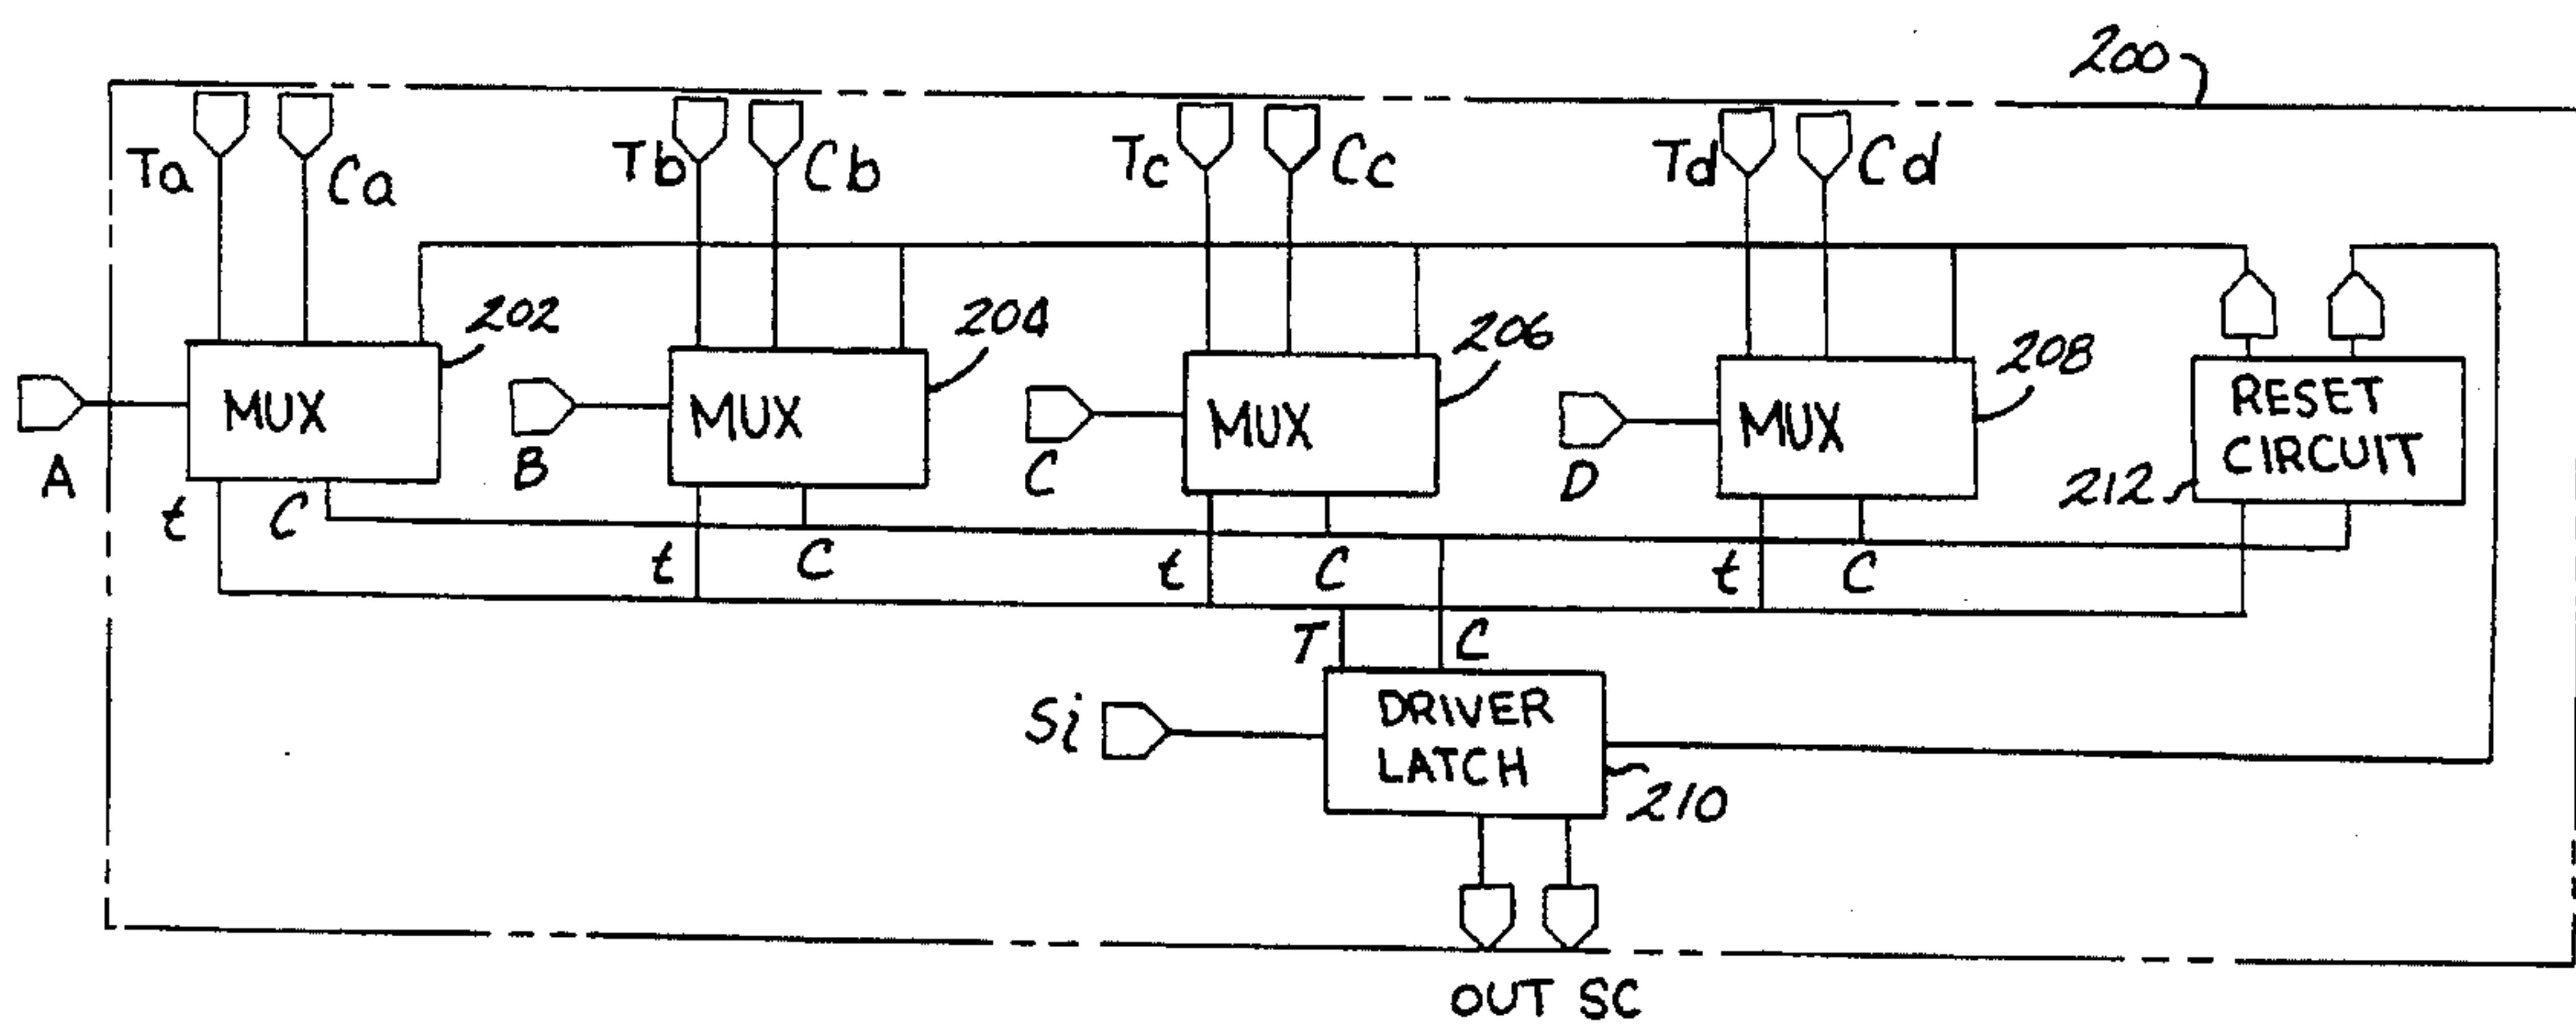 200
Ta Ca Tb Cb Tc Cc Td Cd
202 204 206 208
A MUX B MUX C MUX D MUX RESET
CIRCUIT
212
t C t C t C t C
T C
Si DRIVER
LATCH
210
OUT SC